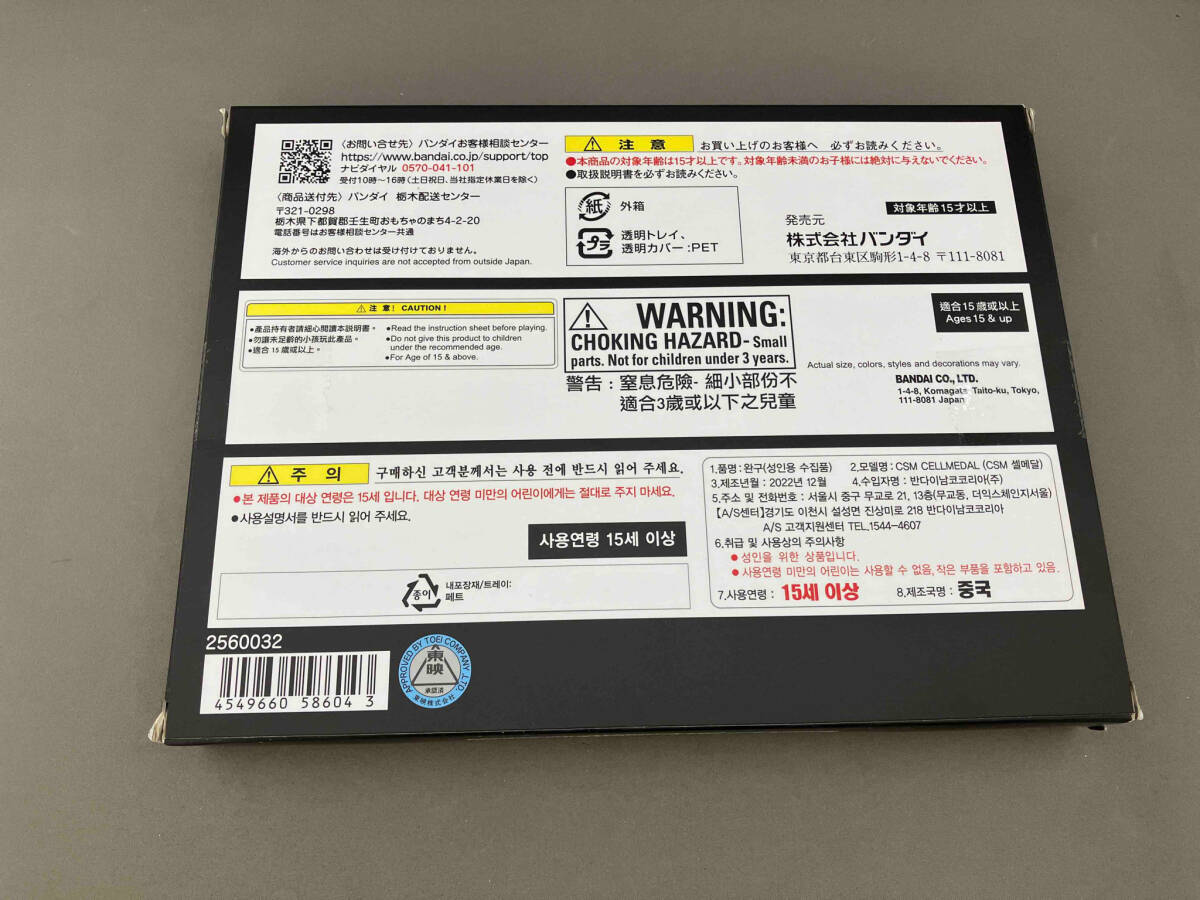 〈お問い合せ先〉バンダイお客様相談センター
https://www.bandai.co.jp/support/top
ナビダイヤル 0570-041-101
受付10時～16時(土日祝日、当社指定休業日を除く)
〈商品送付先〉バンダイ 栃木配送センター
〒321-0298
栃木県下都賀郡壬生町おもちゃのまち4-2-20
電話番号はお客様相談センター共通
海外からのお問い合わせは受け付けておりません。
Customer service inquiries are not accepted from outside Japan.
注意 お買い上げのお客様へ 必ずお読みください。
●本商品の対象年齢は15才以上です。対象年齢未満のお子様には絶対に与えないでください。
●取扱説明書を必ずお読みください。
紙 外箱
プラ 透明トレイ、
透明カバー:PET
対象年齢15才以上
発売元
株式会社バンダイ
東京都台東区駒形1-4-8 〒111-8081
注意! CAUTION!
●產品持有者請細心閱讀本說明書。
●勿讓未足齡的小孩玩此產品。
●適合15歲或以上。
●Read the instruction sheet before playing.
●Do not give this product to children
under the recommended age.
●For Age of 15 & above.
WARNING:
CHOKING HAZARD-Small
parts. Not for children under 3 years.
警告:窒息危險-細小部份不
適合3歲或以下之兒童
適合15歲或以上
Ages 15 & up
Actual size, colors, styles and decorations may vary.
BANDAI CO., LTD.
1-4-8, Komagata Taito-ku, Tokyo,
111-8081 Japan
주의 구매하신 고객분께서는 사용 전에 반드시 읽어 주세요.
●본 제품의 대상 연령은 15세 입니다. 대상 연령 미만의 어린이에게는 절대로 주지 마세요.
●사용설명서를 반드시 읽어 주세요.
사용연령 15세 이상
종이 내포장재/트레이:
페트
1.품명 : 완구(성인용 수집품) 2.모델명 : CSM CELLMEDAL (CSM 셀메달)
3.제조년월 : 2022년 12월 4.수입자명 : 반다이남코코리아(주)
5.주소 및 전화번호 : 서울시 중구 무교로 21, 13층(무교동, 더익스체인지서울)
【A/S센터】경기도 이천시 설성면 진상미로 218 반다이남코코리아
A/S 고객지원센터 TEL.1544-4607
6.취급 및 사용상의 주의사항
● 성인을 위한 상품입니다.
● 사용연령 미만의 어린이는 사용할 수 없음,작은 부품을 포함하고 있음.
7.사용연령 : 15세 이상 8.제조국명 : 중국
2560032
4549660 58604 3
APPROVED BY TOEI COMPANY, LTD.
東映
承認済
東映株式会社